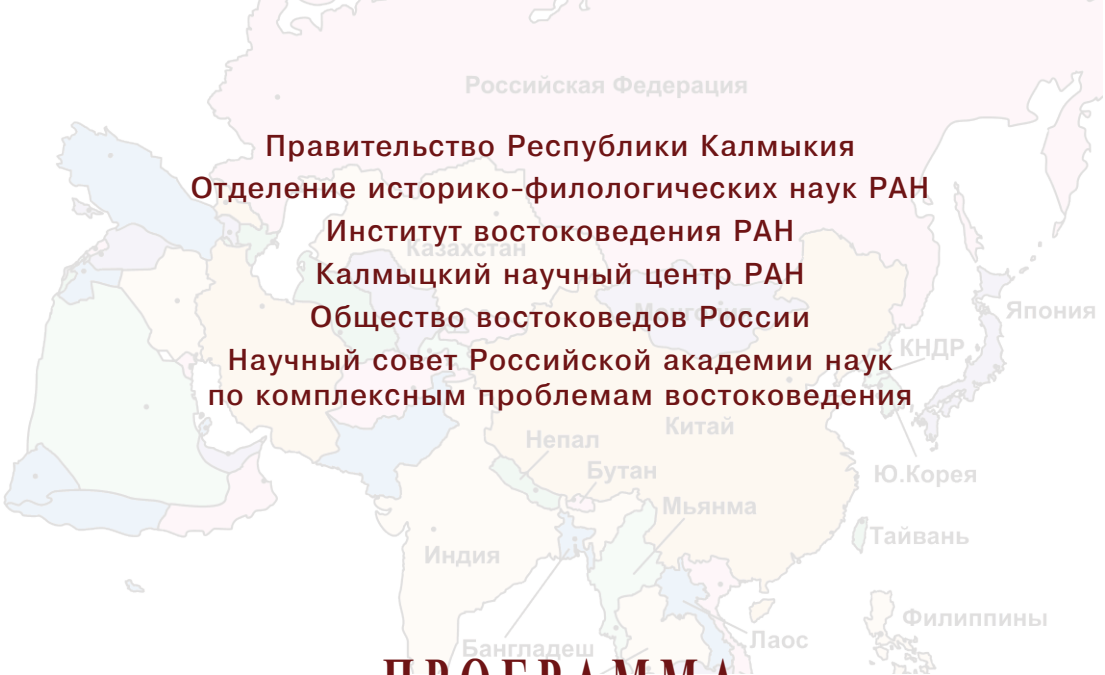 Российская Федерация
Правительство Республики Калмыкия
Отделение историко-филологических наук РАН
Институт востоковедения РАН
Казахстан
Калмыцкий научный центр РАН
Общество востоковедов России
Япония
Научный совет Российской академии наук
КНДР
по комплексным проблемам востоковедения
Китай
Непал
Бутан
Ю.Корея
Мьянма
Тайвань
Индия
Филиппины
Лаос
Бангладеш
ПРОГРАММА